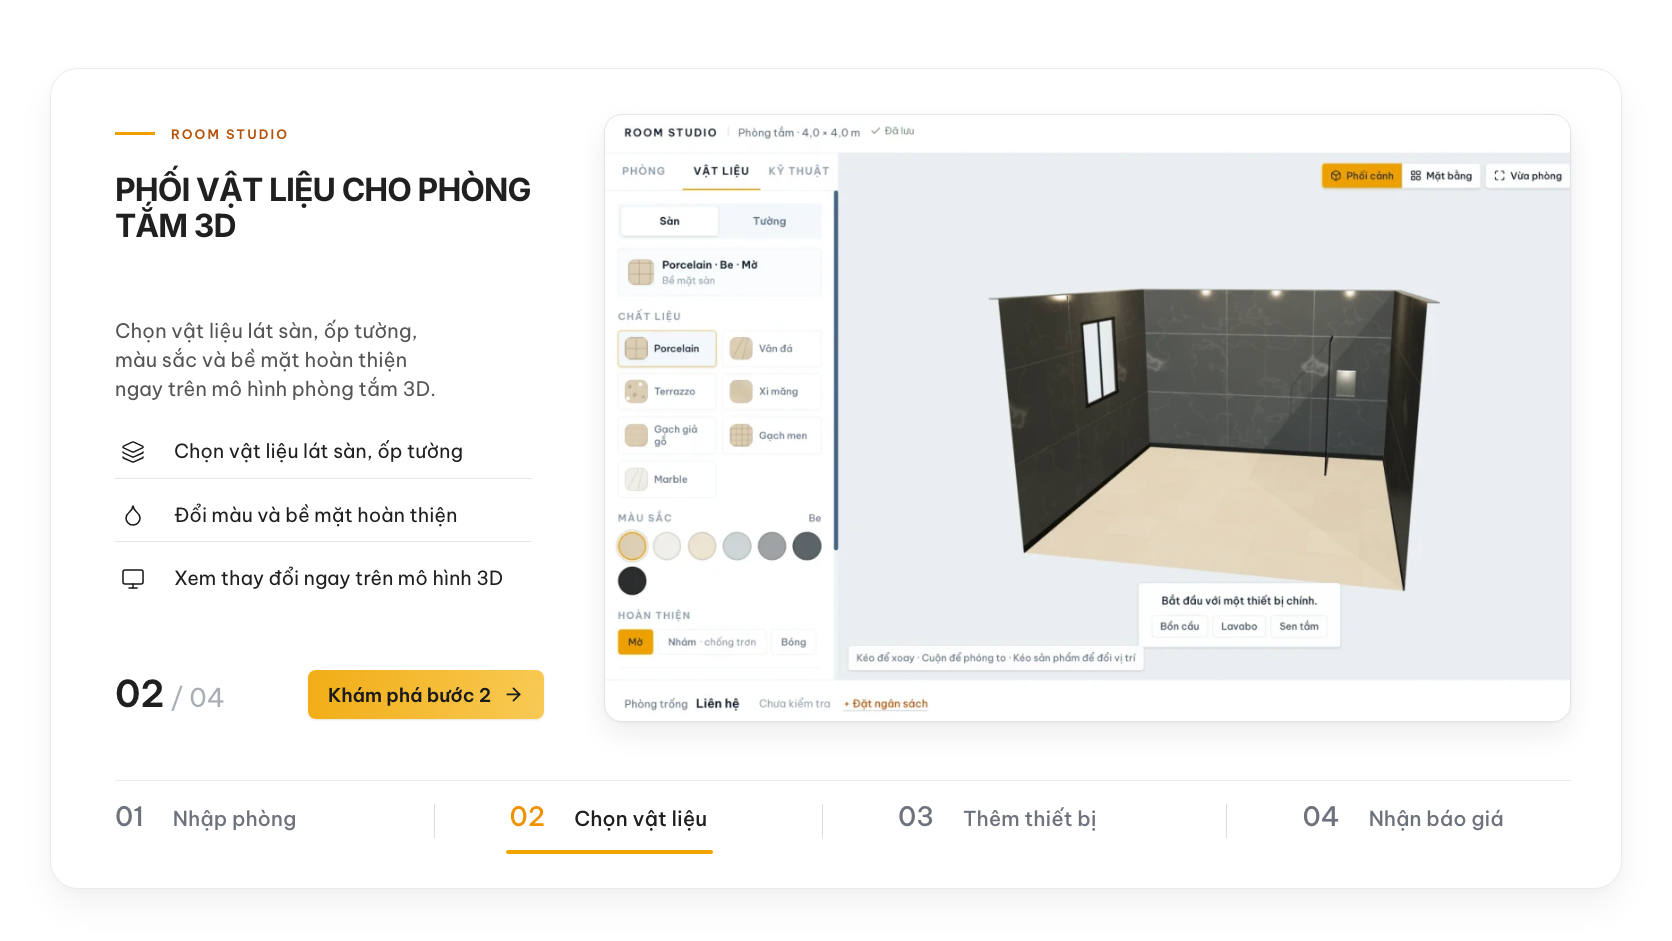 ROOM STUDIO
PHỐI VẬT LIỆU CHO PHÒNG
TẮM 3D
Chọn vật liệu lát sàn, ốp tường,
màu sắc và bề mặt hoàn thiện
ngay trên mô hình phòng tắm 3D.
Chọn vật liệu lát sàn, ốp tường
Đổi màu và bề mặt hoàn thiện
Xem thay đổi ngay trên mô hình 3D
02 / 04
Khám phá bước 2 →
ROOM STUDIO Phòng tắm · 4,0 × 4,0 m ✓ Đã lưu
PHÒNG VẬT LIỆU KỸ THUẬT
Phối cảnh Mặt bằng Vừa phòng
Sàn Tường
Porcelain · Be · Mờ
Bề mặt sàn
CHẤT LIỆU
Porcelain Vân đá
Terrazzo Xi măng
Gạch giả
gỗ
Gạch men
Marble
MÀU SẮC Be
HOÀN THIỆN
Mờ Nhám · chống trơn Bóng
Bắt đầu với một thiết bị chính.
Bồn cầu Lavabo Sen tắm
Kéo để xoay · Cuộn để phóng to · Kéo sản phẩm để đổi vị trí
Phòng trống Liên hệ Chưa kiểm tra + Đặt ngân sách
01 Nhập phòng
02 Chọn vật liệu
03 Thêm thiết bị
04 Nhận báo giá